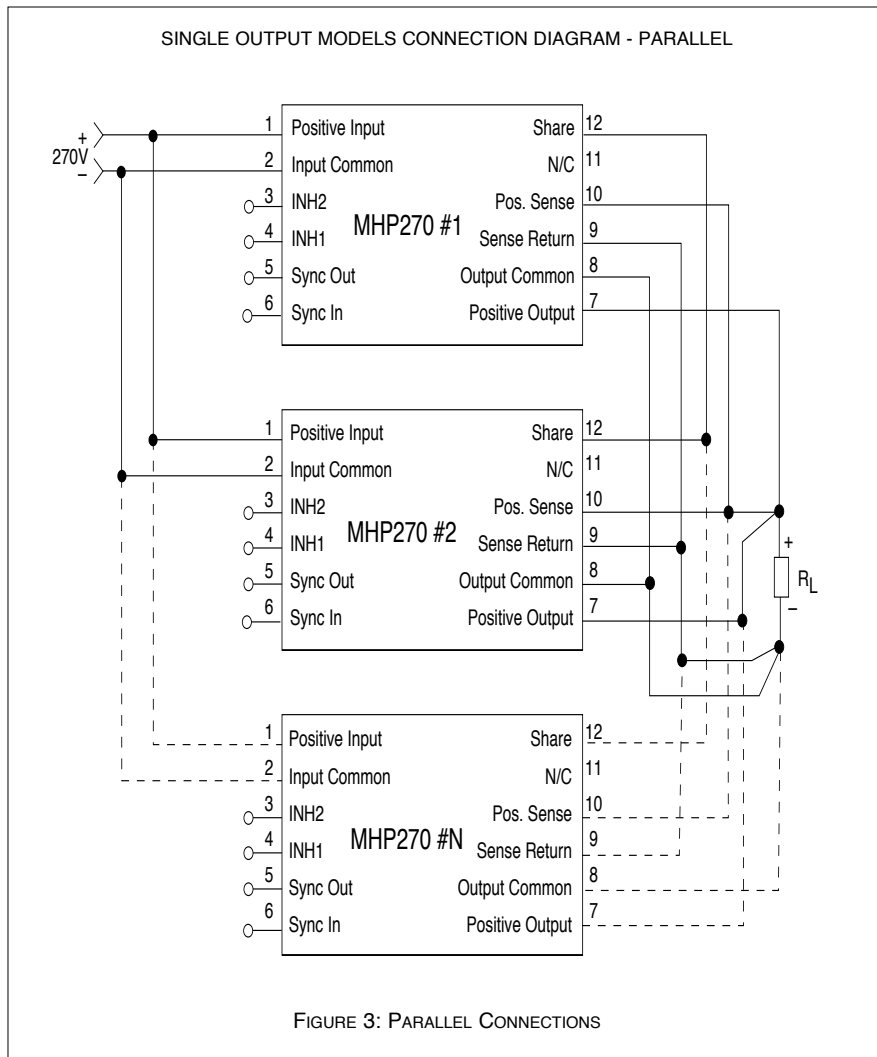 SINGLE OUTPUT MODELS CONNECTION DIAGRAM - PARALLEL
+
270V
–
1 Positive Input Share 12
2 Input Common N/C 11
3 INH2 Pos. Sense 10
4 INH1 MHP270 #1 Sense Return 9
5 Sync Out Output Common 8
6 Sync In Positive Output 7
1 Positive Input Share 12
2 Input Common N/C 11
3 INH2 Pos. Sense 10
4 INH1 MHP270 #2 Sense Return 9
5 Sync Out Output Common 8
6 Sync In Positive Output 7
+
RL
–
1 Positive Input Share 12
2 Input Common N/C 11
3 INH2 Pos. Sense 10
4 INH1 MHP270 #N Sense Return 9
5 Sync Out Output Common 8
6 Sync In Positive Output 7
FIGURE 3: PARALLEL CONNECTIONS